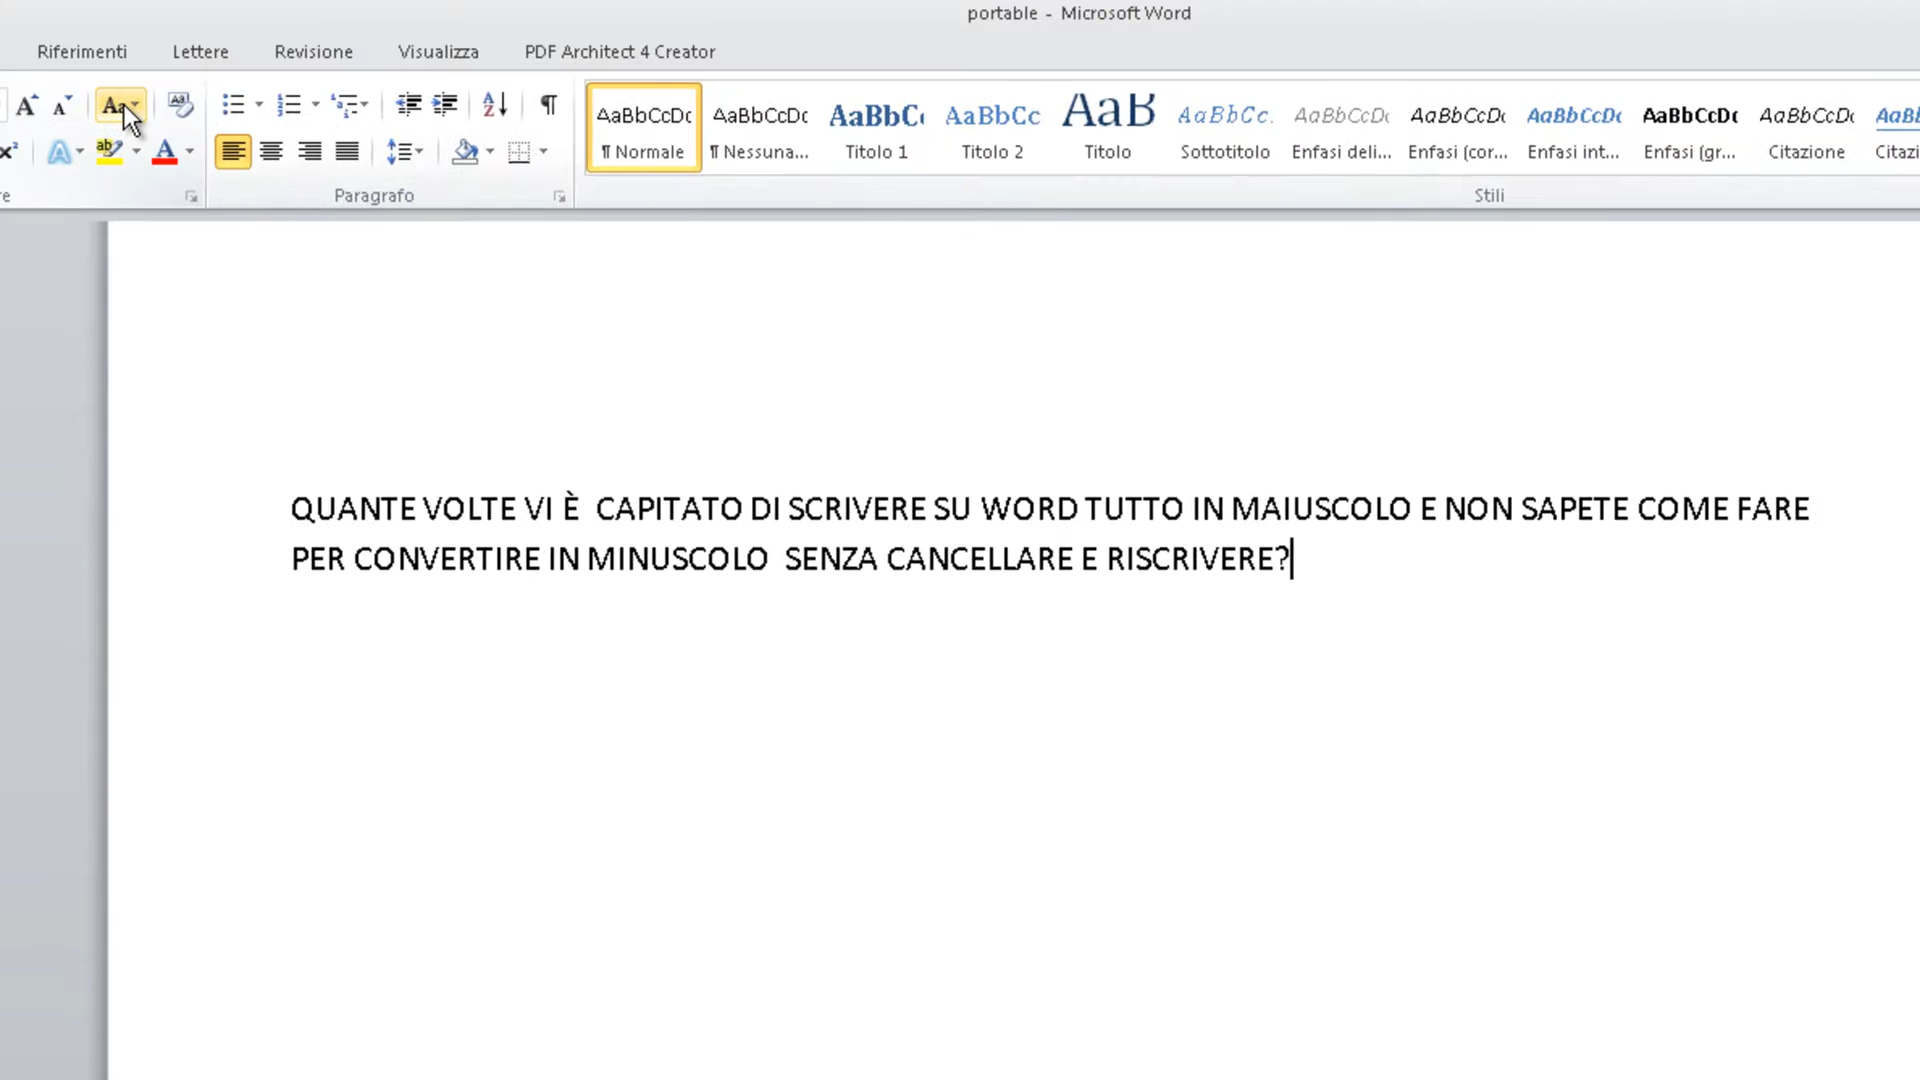 portable - Microsoft Word
Riferimenti Lettere Revisione Visualizza PDF Architect 4 Creator
AaBbCcDc AaBbCcDc AaBbC AaBbCc AaB AaBbCc. AaBbCcDc AaBbCcDc AaBbCcDc AaBbCcDc AaBbCcDc
¶ Normale ¶ Nessuna... Titolo 1 Titolo 2 Titolo Sottotitolo Enfasi deli... Enfasi (cor... Enfasi int... Enfasi (gr... Citazione
Paragrafo Stili
QUANTE VOLTE VI È  CAPITATO DI SCRIVERE SU WORD TUTTO IN MAIUSCOLO E NON SAPETE COME FARE
PER CONVERTIRE IN MINUSCOLO  SENZA CANCELLARE E RISCRIVERE?